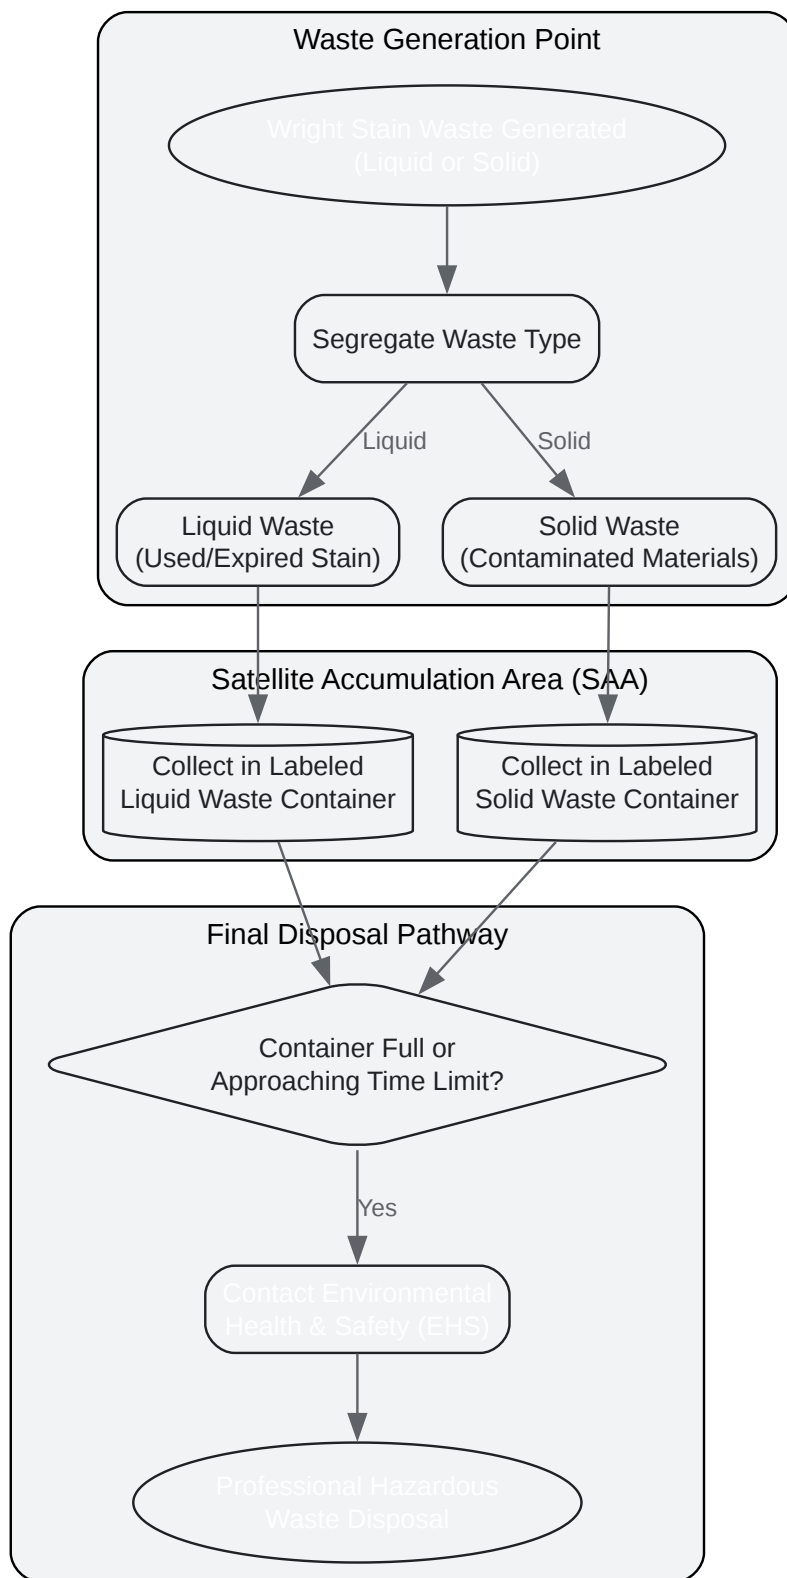 Waste Generation Point
Wright Stain Waste Generated
(Liquid or Solid)
Segregate Waste Type
Liquid
Solid
Liquid Waste
(Used/Expired Stain)
Solid Waste
(Contaminated Materials)
Satellite Accumulation Area (SAA)
Collect in Labeled
Liquid Waste Container
Collect in Labeled
Solid Waste Container
Final Disposal Pathway
Container Full or
Approaching Time Limit?
Yes
Contact Environmental
Health & Safety (EHS)
Professional Hazardous
Waste Disposal